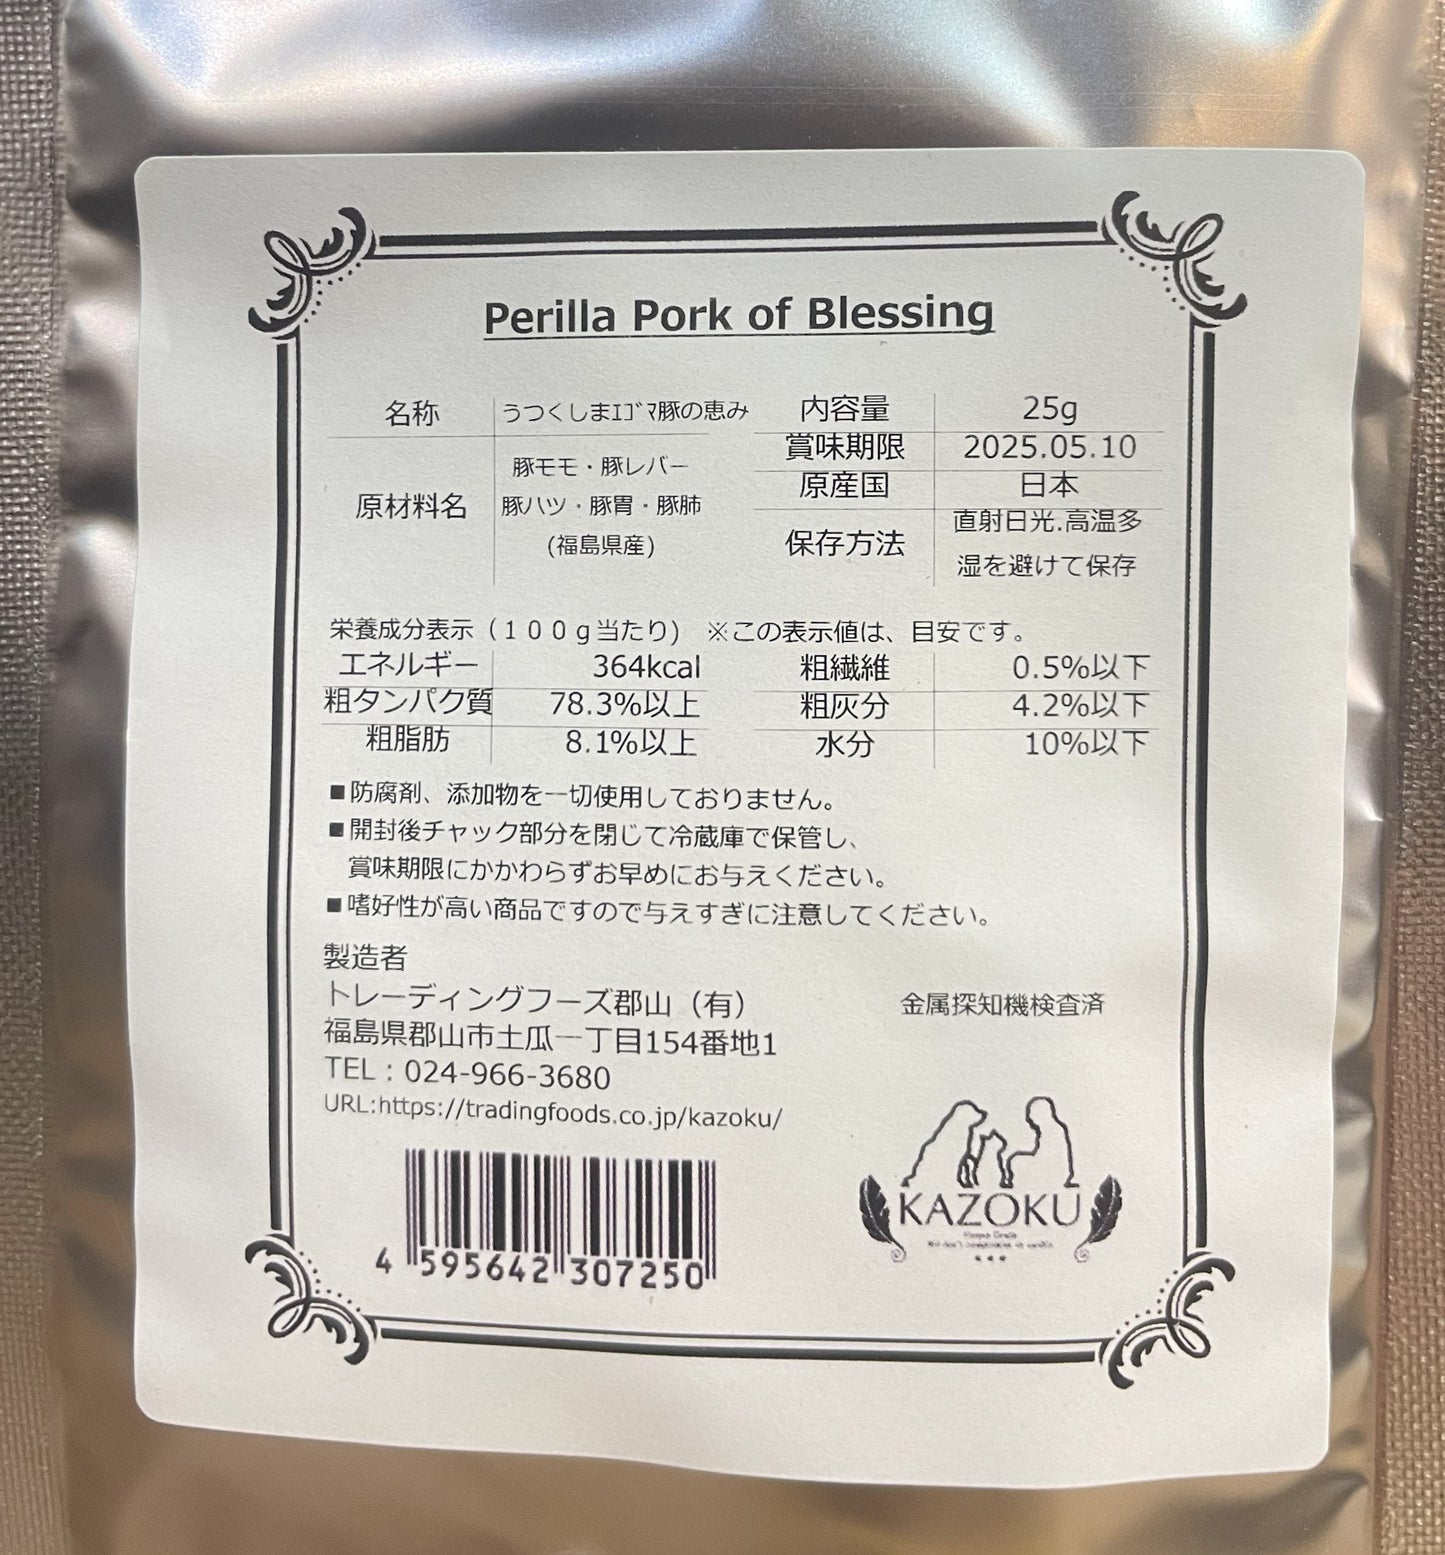 Perilla Pork of Blessing
名称 うつくしまｴｺﾞﾏ豚の恵み
原材料名 豚モモ・豚レバー
豚ハツ・豚胃・豚肺
(福島県産)
内容量 25g
賞味期限 2025.05.10
原産国 日本
保存方法 直射日光.高温多
湿を避けて保存
栄養成分表示（１００ｇ当たり） ※この表示値は、目安です。
エネルギー 364kcal 粗繊維 0.5%以下
粗タンパク質 78.3%以上 粗灰分 4.2%以下
粗脂肪 8.1%以上 水分 10%以下
■防腐剤、添加物を一切使用しておりません。
■開封後チャック部分を閉じて冷蔵庫で保管し、
賞味期限にかかわらずお早めにお与えください。
■嗜好性が高い商品ですので与えすぎに注意してください。
製造者
トレーディングフーズ郡山（有）
金属探知機検査済
福島県郡山市土瓜一丁目154番地1
TEL：024-966-3680
URL:https://tradingfoods.co.jp/kazoku/
KAZOKU
4 595642 307250